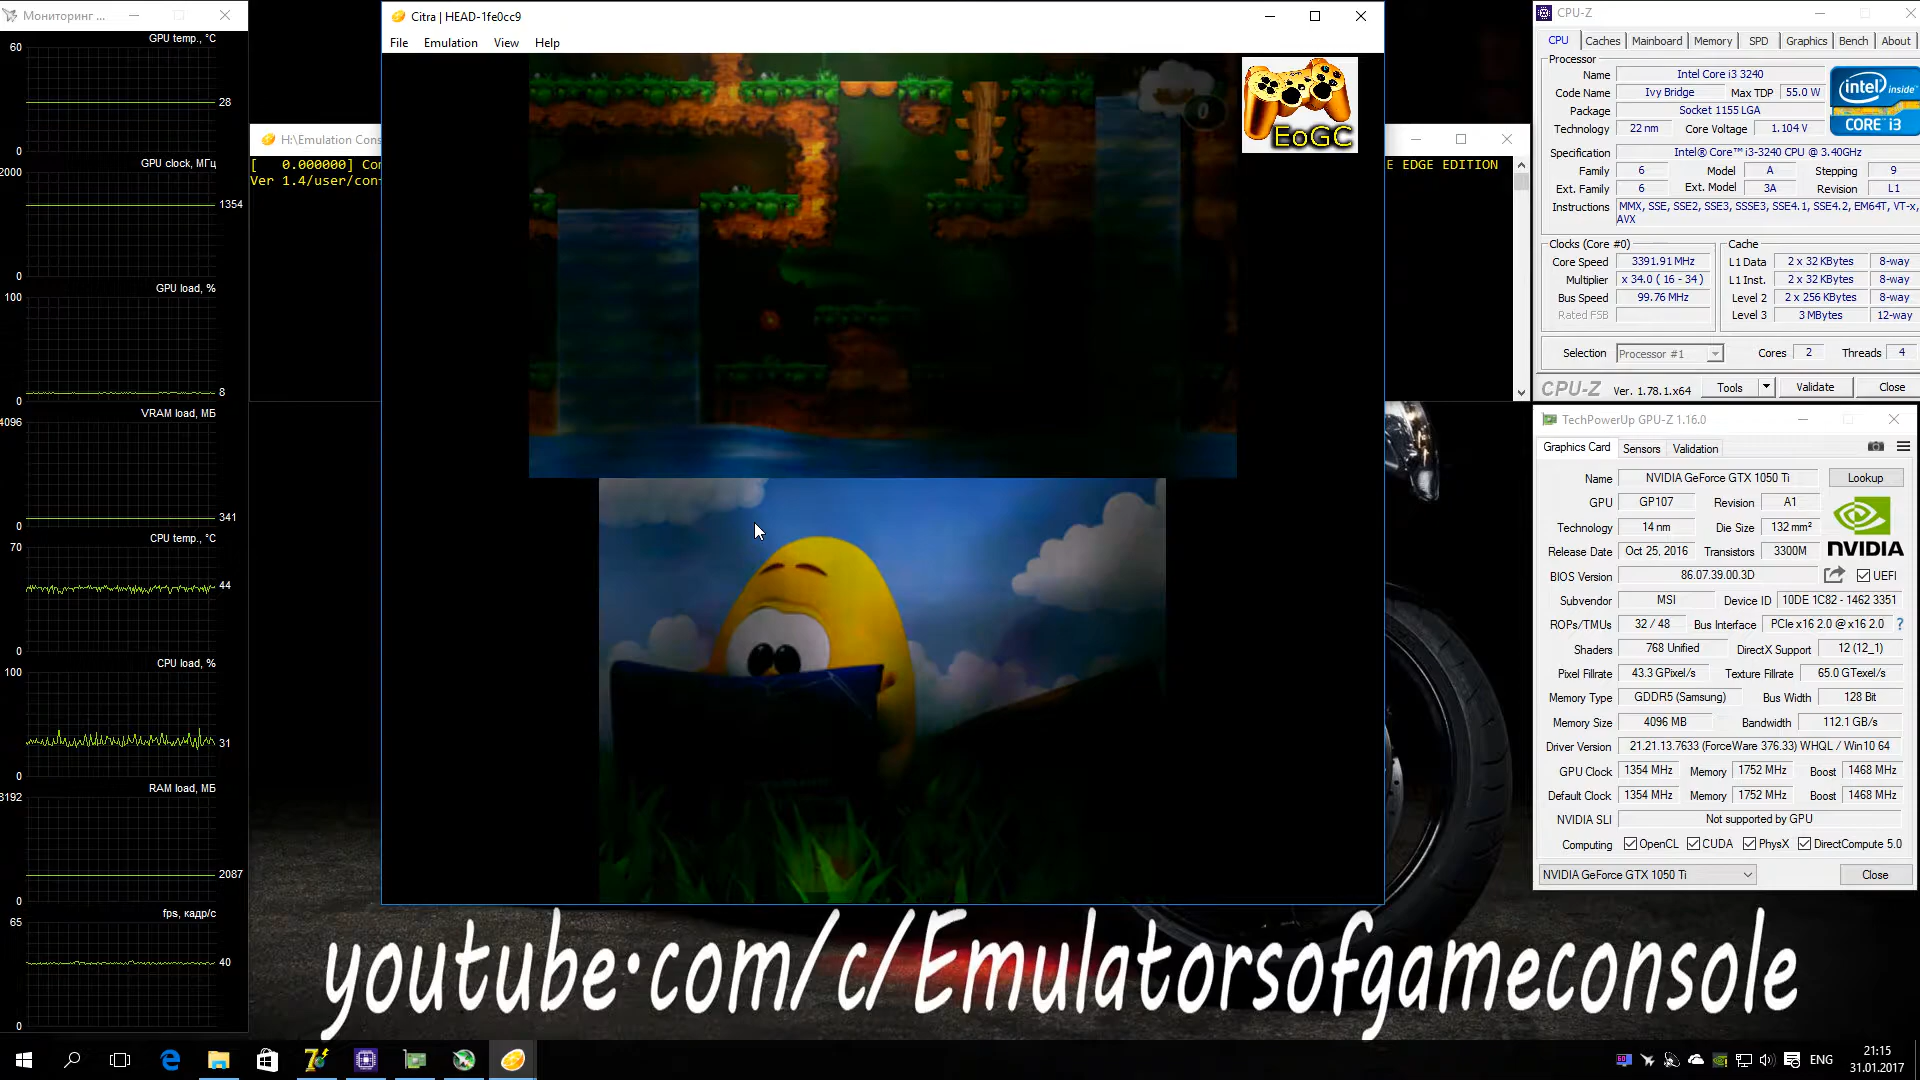 Мониторинг ...
GPU temp., °C
60
28
0
GPU clock, МГц
2000
1354
0
GPU load, %
100
8
0
VRAM load, МБ
4096
341
0
CPU temp., °C
70
44
0
CPU load, %
100
31
0
RAM load, МБ
8192
2087
0
fps, кадр/с
65
40
0
H:\Emulation Cons
[ 0.000000] Con
Ver 1.4/user/con
E EDGE EDITION
Citra | HEAD-1fe0cc9
File Emulation View Help
0
EoGC
CPU-Z
CPU Caches Mainboard Memory SPD Graphics Bench About
Processor
Name Intel Core i3 3240
Code Name Ivy Bridge Max TDP 55.0 W
Package Socket 1155 LGA
Technology 22 nm Core Voltage 1.104 V
intel inside
CORE i3
Specification Intel® Core™ i3-3240 CPU @ 3.40GHz
Family 6 Model A Stepping 9
Ext. Family 6 Ext. Model 3A Revision L1
Instructions MMX, SSE, SSE2, SSE3, SSSE3, SSE4.1, SSE4.2, EM64T, VT-x,
AVX
Clocks (Core #0)
Core Speed 3391.91 MHz
Multiplier x 34.0 ( 16 - 34 )
Bus Speed 99.76 MHz
Rated FSB
Cache
L1 Data 2 x 32 KBytes 8-way
L1 Inst. 2 x 32 KBytes 8-way
Level 2 2 x 256 KBytes 8-way
Level 3 3 MBytes 12-way
Selection Processor #1 Cores 2 Threads 4
CPU-Z Ver. 1.78.1.x64 Tools Validate Close
TechPowerUp GPU-Z 1.16.0
Graphics Card Sensors Validation
Name NVIDIA GeForce GTX 1050 Ti Lookup
GPU GP107 Revision A1
Technology 14 nm Die Size 132 mm²
Release Date Oct 25, 2016 Transistors 3300M
NVIDIA
BIOS Version 86.07.39.00.3D UEFI
Subvendor MSI Device ID 10DE 1C82 - 1462 3351
ROPs/TMUs 32 / 48 Bus Interface PCIe x16 2.0 @ x16 2.0 ?
Shaders 768 Unified DirectX Support 12 (12_1)
Pixel Fillrate 43.3 GPixel/s Texture Fillrate 65.0 GTexel/s
Memory Type GDDR5 (Samsung) Bus Width 128 Bit
Memory Size 4096 MB Bandwidth 112.1 GB/s
Driver Version 21.21.13.7633 (ForceWare 376.33) WHQL / Win10 64
GPU Clock 1354 MHz Memory 1752 MHz Boost 1468 MHz
Default Clock 1354 MHz Memory 1752 MHz Boost 1468 MHz
NVIDIA SLI Not supported by GPU
Computing OpenCL CUDA PhysX DirectCompute 5.0
NVIDIA GeForce GTX 1050 Ti Close
youtube.com/c/Emulatorsofgameconsole
60
ENG
21:15
31.01.2017